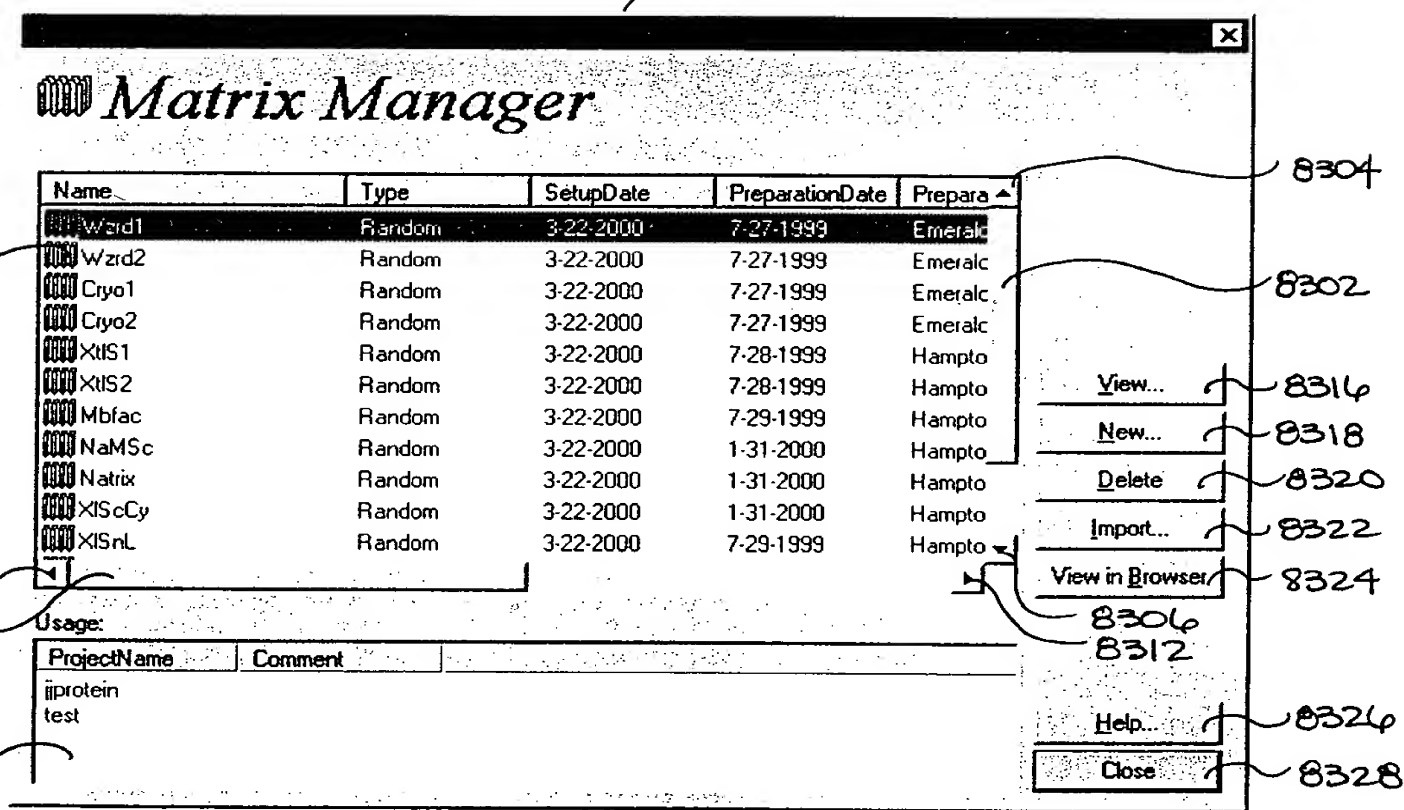 Matrix Manager
Name Type SetupDate PreparationDate Prepara
8304
Wzrd1 Random 3-22-2000 7-27-1999 Emeralc
Wzrd2 Random 3-22-2000 7-27-1999 Emeralc
8302
Cryo1 Random 3-22-2000 7-27-1999 Emeralc
Cryo2 Random 3-22-2000 7-27-1999 Emeralc
XtlS1 Random 3-22-2000 7-28-1999 Hampto
XtlS2 Random 3-22-2000 7-28-1999 Hampto
View... 8316
Mbfac Random 3-22-2000 7-29-1999 Hampto
New... 8318
NaMSc Random 3-22-2000 1-31-2000 Hampto
Natrix Random 3-22-2000 1-31-2000 Hampto
Delete 8320
XlScCy Random 3-22-2000 1-31-2000 Hampto
Import... 8322
XlSnL Random 3-22-2000 7-29-1999 Hampto
View in Browser 8324
8306
8312
Usage:
ProjectName Comment
jjprotein
test
Help... 8326
Close 8328